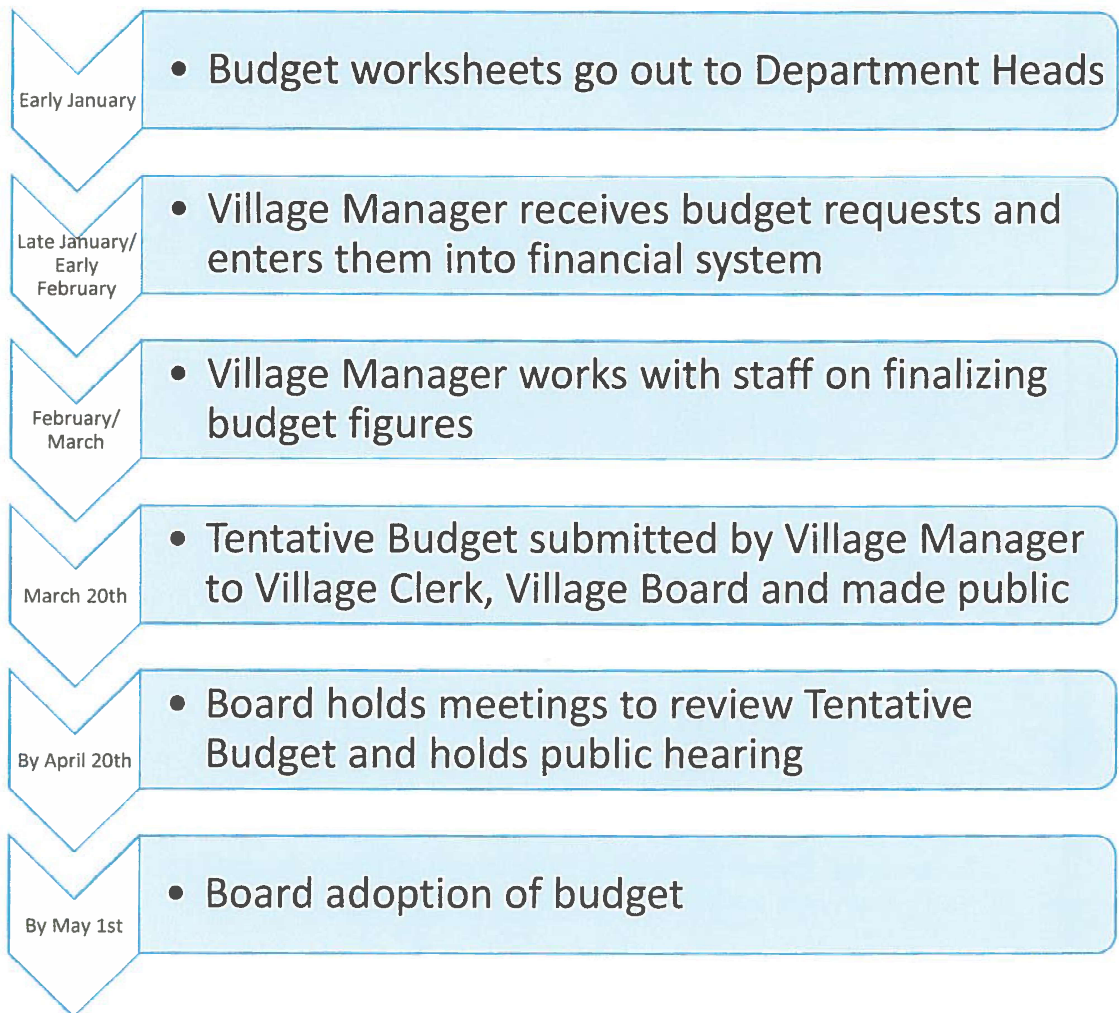 Early January
• Budget worksheets go out to Department Heads
Late January/
Early
February
• Village Manager receives budget requests and
enters them into financial system
February/
March
• Village Manager works with staff on finalizing
budget figures
March 20th
• Tentative Budget submitted by Village Manager
to Village Clerk, Village Board and made public
By April 20th
• Board holds meetings to review Tentative
Budget and holds public hearing
By May 1st
• Board adoption of budget